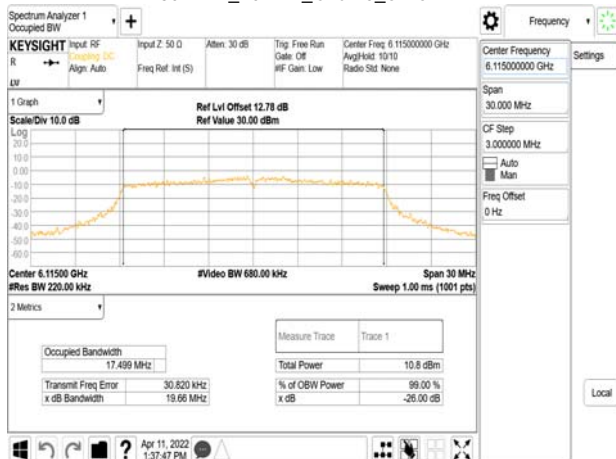 Spectrum Analyzer 1
Occupied BW
Frequency
KEYSIGHT
Input: RF
Coupling: DC
Align: Auto
Input Z: 50 Ω
Freq Ref: Int (S)
Atten: 30 dB
Trig: Free Run
Gate: Off
#IF Gain: Low
Center Freq: 6.115000000 GHz
Avg|Hold: 10/10
Radio Std: None
R
LXI
1 Graph
Scale/Div 10.0 dB
Ref Lvl Offset 12.78 dB
Ref Value 30.00 dBm
Log
20.0
10.0
0.00
-10.0
-20.0
-30.0
-40.0
-50.0
-60.0
Center 6.11500 GHz
#Res BW 220.00 kHz
#Video BW 680.00 kHz
Span 30 MHz
Sweep 1.00 ms (1001 pts)
2 Metrics
Measure Trace
Trace 1
Occupied Bandwidth
17.499 MHz
Total Power
10.8 dBm
Transmit Freq Error
30.820 kHz
% of OBW Power
99.00 %
x dB Bandwidth
19.66 MHz
x dB
-26.00 dB
Center Frequency
6.115000000 GHz
Settings
Span
30.000 MHz
CF Step
3.000000 MHz
Auto
Man
Freq Offset
0 Hz
Local
?
Apr 11, 2022
1:37:47 PM